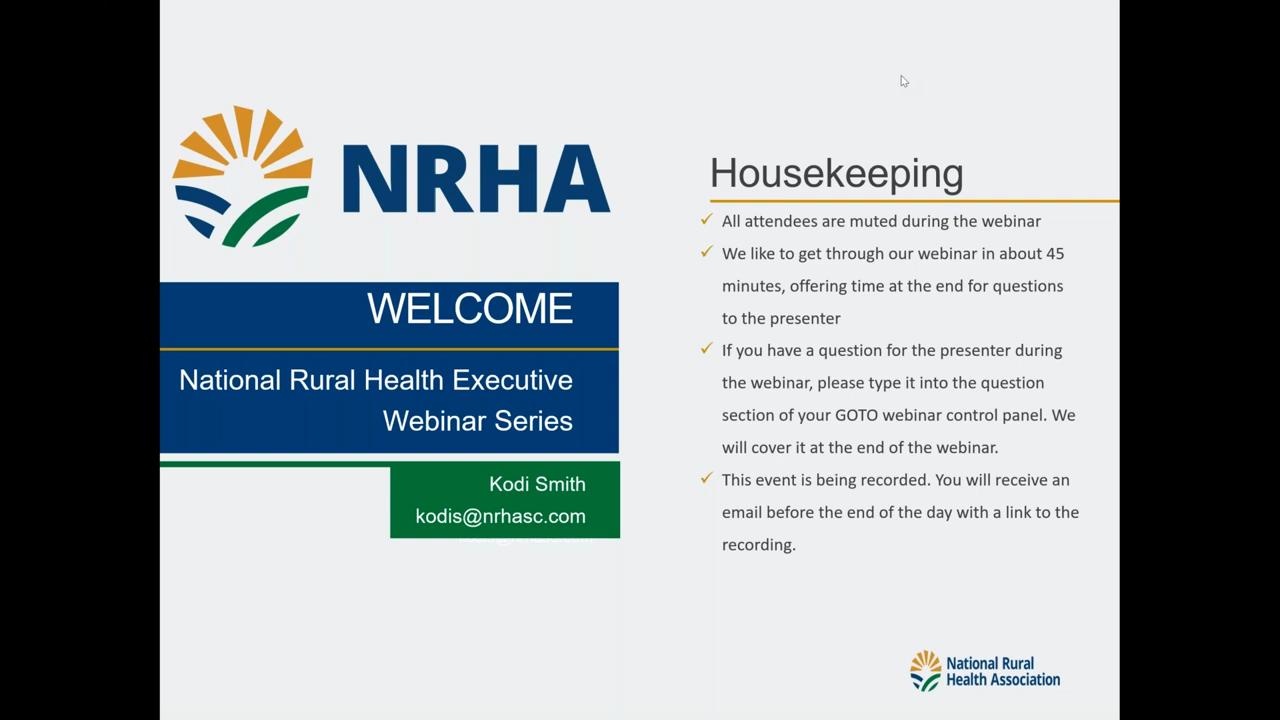 NRHA
WELCOME
National Rural Health Executive
Webinar Series
Kodi Smith
kodis@nrhasc.com
Housekeeping
All attendees are muted during the webinar
We like to get through our webinar in about 45
minutes, offering time at the end for questions
to the presenter
If you have a question for the presenter during
the webinar, please type it into the question
section of your GOTO webinar control panel. We
will cover it at the end of the webinar.
This event is being recorded. You will receive an
email before the end of the day with a link to the
recording.
National Rural
Health Association